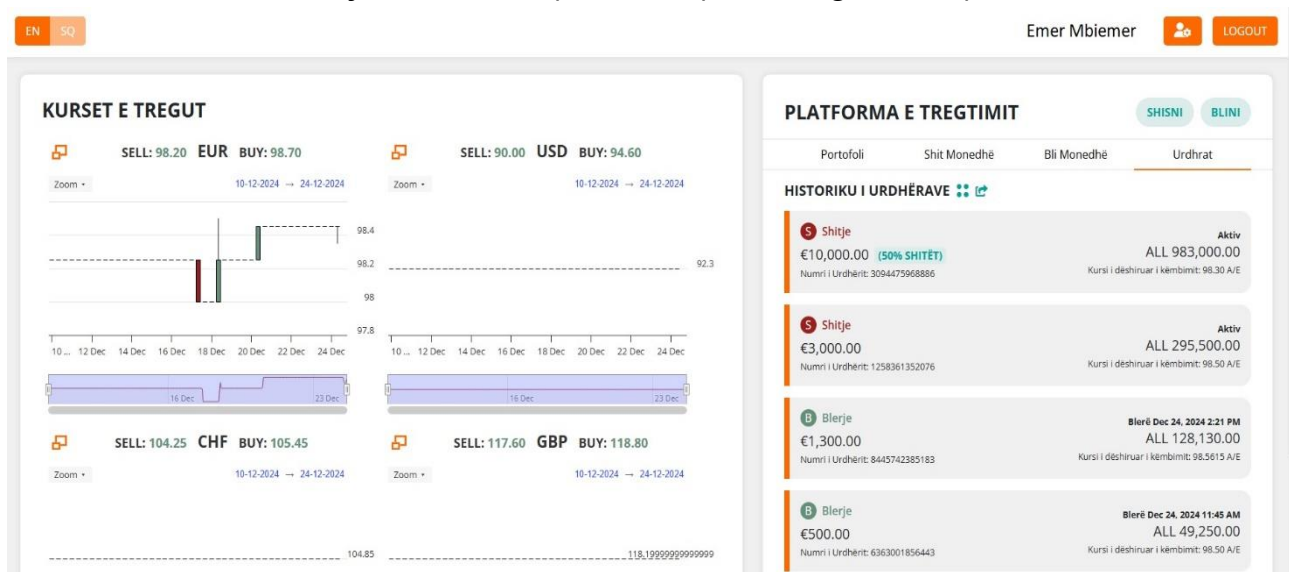 EN SQ
Emer Mbiemer
LOGOUT
KURSET E TREGUT
SELL: 98.20 EUR BUY: 98.70
Zoom
10-12-2024 → 24-12-2024
98.4
98.2
98
97.8
10 ... 12 Dec 14 Dec 16 Dec 18 Dec 20 Dec 22 Dec 24 Dec
16 Dec 23 Dec
SELL: 90.00 USD BUY: 94.60
Zoom
10-12-2024 → 24-12-2024
92.3
10 ... 12 Dec 14 Dec 16 Dec 18 Dec 20 Dec 22 Dec 24 Dec
16 Dec 23 Dec
SELL: 104.25 CHF BUY: 105.45
Zoom
10-12-2024 → 24-12-2024
104.85
SELL: 117.60 GBP BUY: 118.80
Zoom
10-12-2024 → 24-12-2024
PLATFORMA E TREGTIMIT
SHISNI BLINI
Portofoli Shit Monedhë Bli Monedhë Urdhrat
HISTORIKU I URDHËRAVE
S Shitje
Aktiv
€10,000.00 (50% SHITËT)
ALL 983,000.00
Numri i Urdhërit: 3094475968886
Kursi i dëshiruar i këmbimit: 98.30 A/E
S Shitje
Aktiv
€3,000.00
ALL 295,500.00
Numri i Urdhërit: 1258361352076
Kursi i dëshiruar i këmbimit: 98.50 A/E
B Blerje
Blerë Dec 24, 2024 2:21 PM
€1,300.00
ALL 128,130.00
Numri i Urdhërit: 8445742385183
Kursi i dëshiruar i këmbimit: 98.5615 A/E
B Blerje
Blerë Dec 24, 2024 11:45 AM
€500.00
ALL 49,250.00
Numri i Urdhërit: 6363001856443
Kursi i dëshiruar i këmbimit: 98.50 A/E